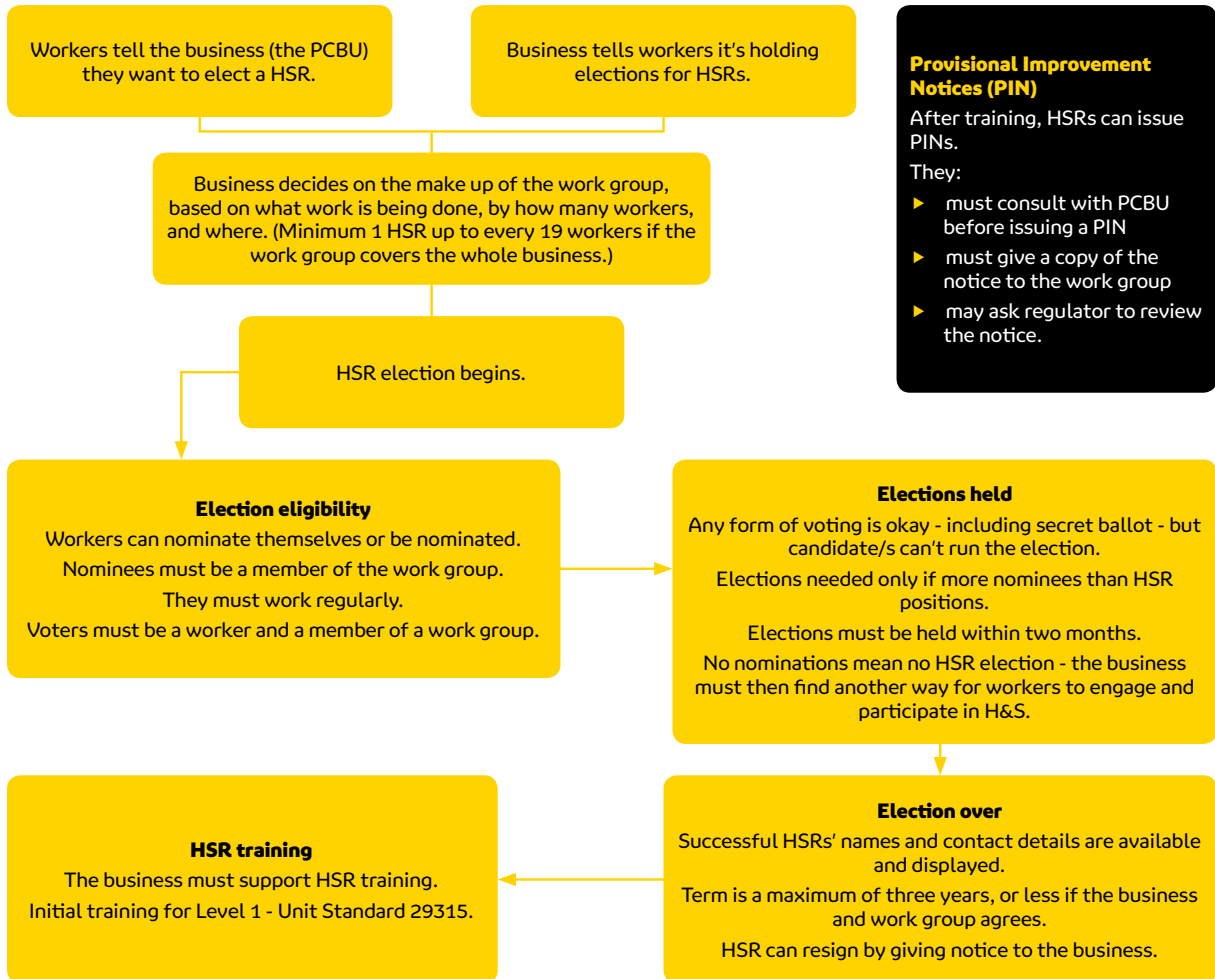 Workers tell the business (the PCBU)
they want to elect a HSR.
Business tells workers it's holding
elections for HSRs.
Provisional Improvement
Notices (PIN)
After training, HSRs can issue
PINs.
They:
▶ must consult with PCBU
before issuing a PIN
▶ must give a copy of the
notice to the work group
▶ may ask regulator to review
the notice.
Business decides on the make up of the work group,
based on what work is being done, by how many workers,
and where. (Minimum 1 HSR up to every 19 workers if the
work group covers the whole business.)
HSR election begins.
Election eligibility
Workers can nominate themselves or be nominated.
Nominees must be a member of the work group.
They must work regularly.
Voters must be a worker and a member of a work group.
Elections held
Any form of voting is okay - including secret ballot - but
candidate/s can't run the election.
Elections needed only if more nominees than HSR
positions.
Elections must be held within two months.
No nominations mean no HSR election - the business
must then find another way for workers to engage and
participate in H&S.
Election over
Successful HSRs' names and contact details are available
and displayed.
Term is a maximum of three years, or less if the business
and work group agrees.
HSR can resign by giving notice to the business.
HSR training
The business must support HSR training.
Initial training for Level 1 - Unit Standard 29315.